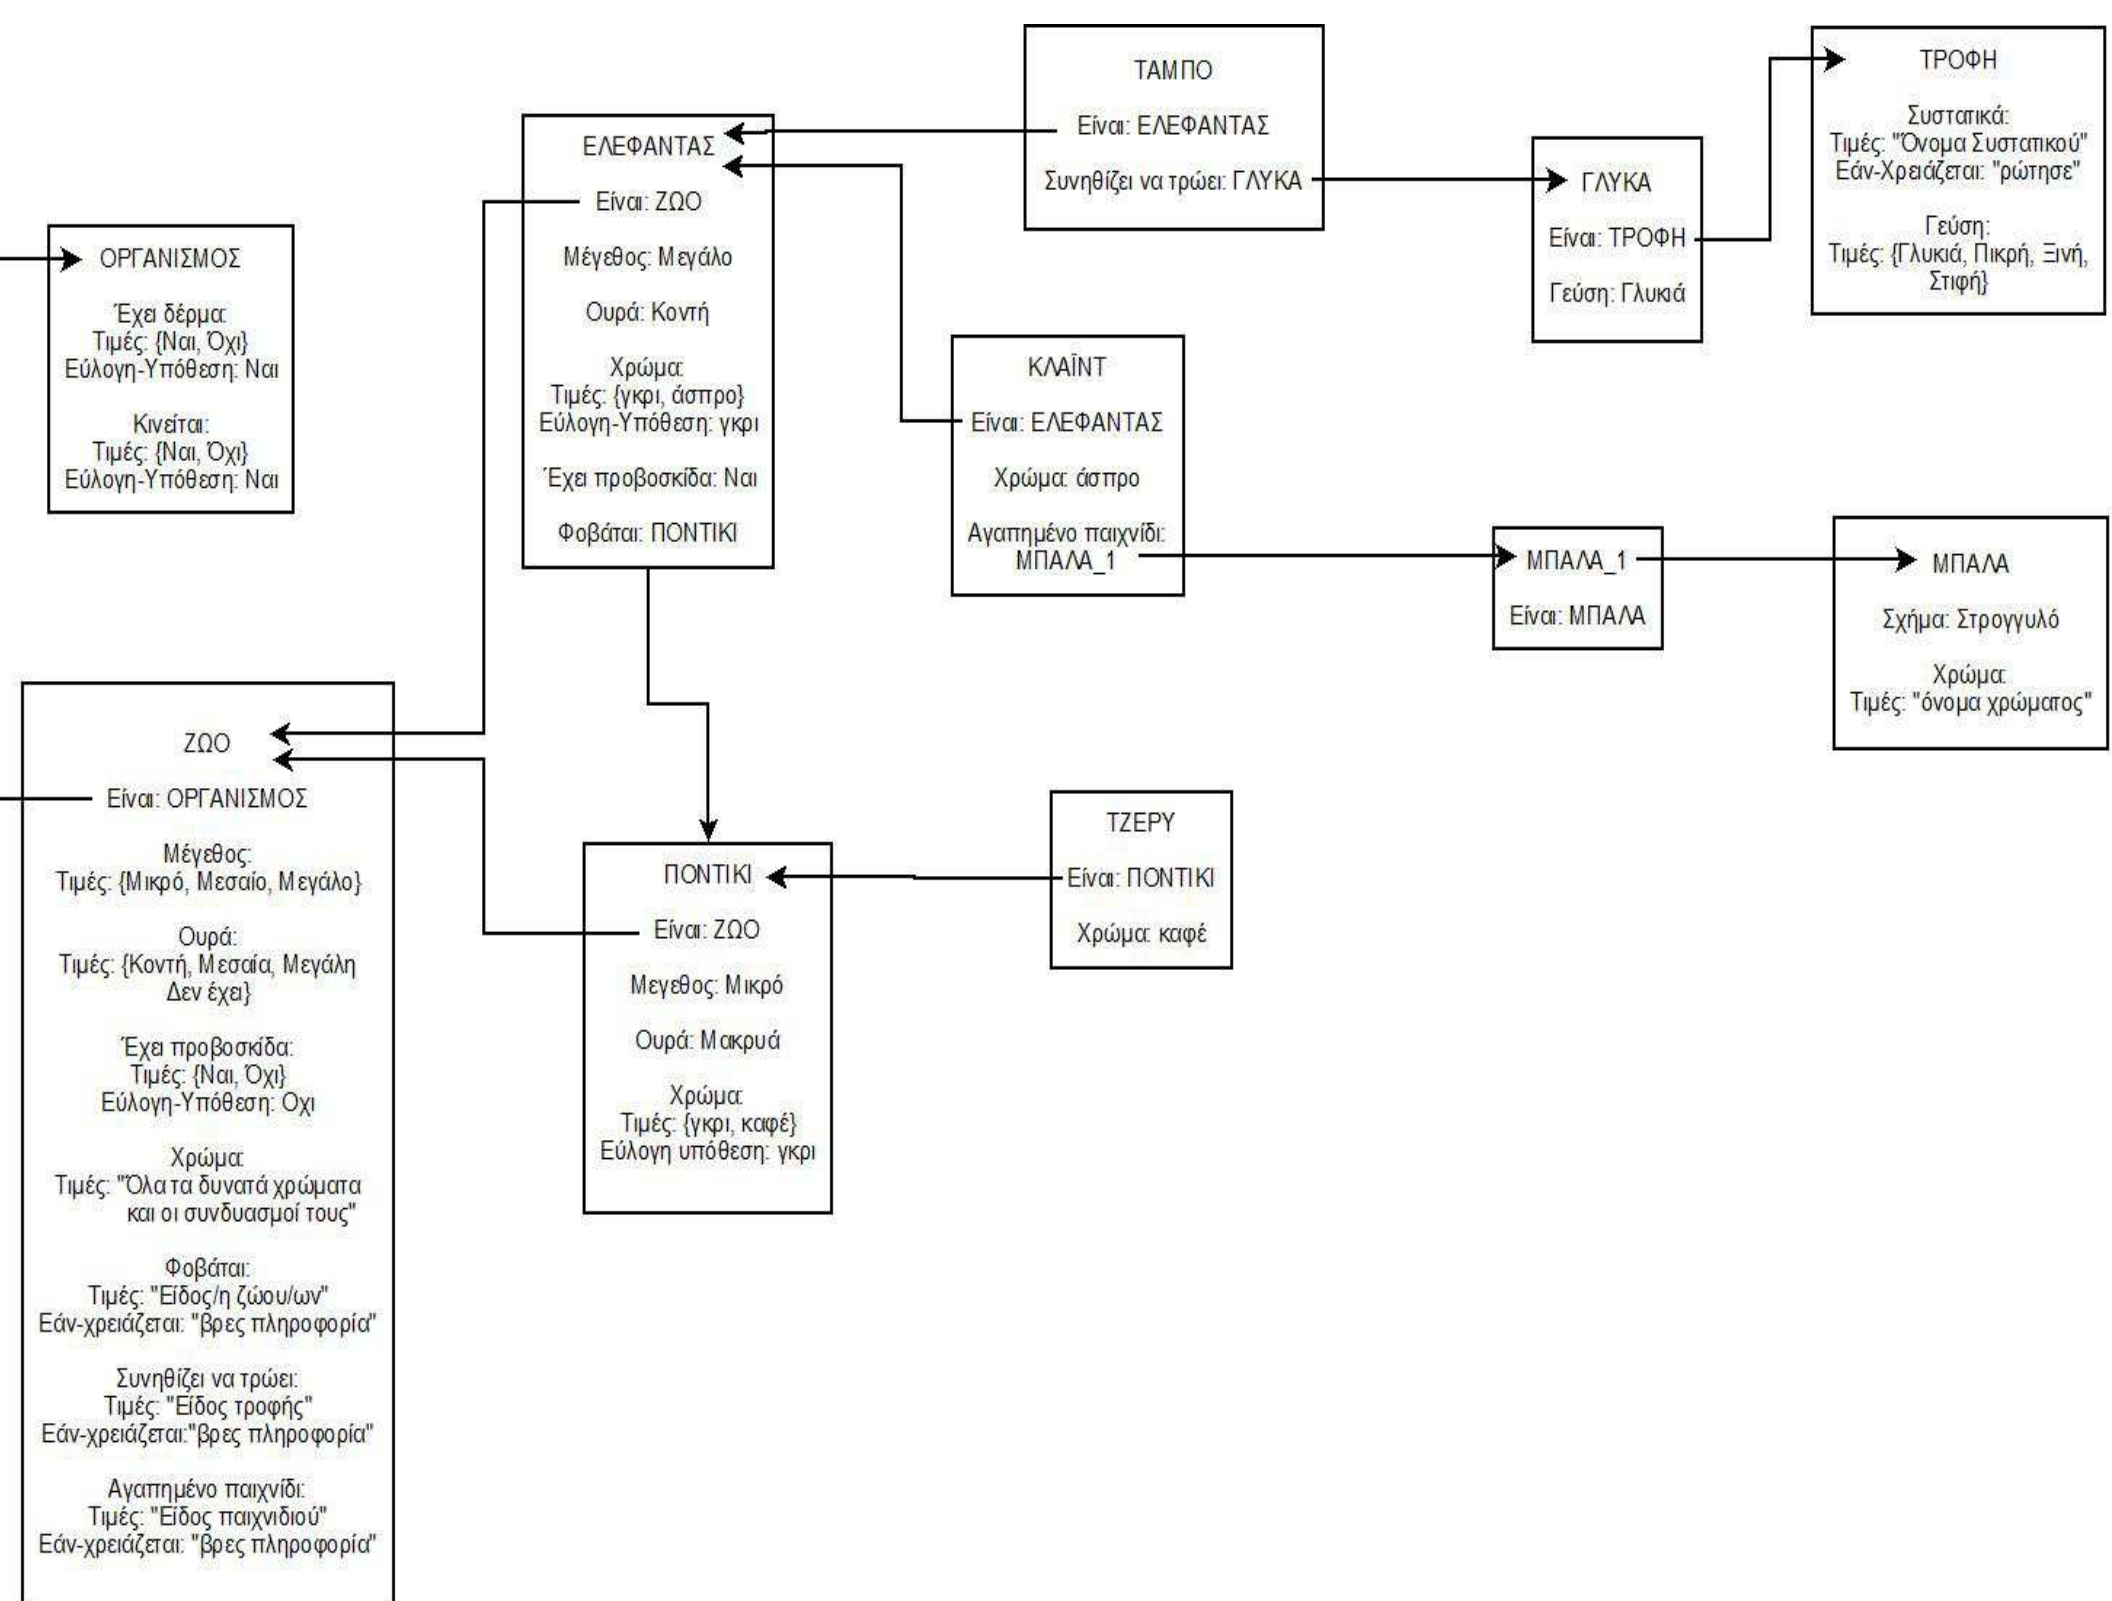 ΟΡΓΑΝΙΣΜΟΣ
Έχει δέρμα:
Τιμές: {Ναι, Όχι}
Εύλογη-Υπόθεση: Ναι
Κινείται:
Τιμές: {Ναι, Όχι}
Εύλογη-Υπόθεση: Ναι
ΖΩΟ
Είναι: ΟΡΓΑΝΙΣΜΟΣ
Μέγεθος:
Τιμές: {Μικρό, Μεσαίο, Μεγάλο}
Ουρά:
Τιμές: {Κοντή, Μεσαία, Μεγάλη
Δεν έχει}
Έχει προβοσκίδα:
Τιμές: {Ναι, Όχι}
Εύλογη-Υπόθεση: Οχι
Χρώμα:
Τιμές: "Όλα τα δυνατά χρώματα
και οι συνδυασμοί τους"
Φοβάται:
Τιμές: "Είδος/η ζώου/ων"
Εάν-χρειάζεται: "βρες πληροφορία"
Συνηθίζει να τρώει:
Τιμές: "Είδος τροφής"
Εάν-χρειάζεται:"βρες πληροφορία"
Αγαπημένο παιχνίδι:
Τιμές: "Είδος παιχνιδιού"
Εάν-χρειάζεται: "βρες πληροφορία"
ΕΛΕΦΑΝΤΑΣ
Είναι: ΖΩΟ
Μέγεθος: Μεγάλο
Ουρά: Κοντή
Χρώμα:
Τιμές: {γκρι, άσπρο}
Εύλογη-Υπόθεση: γκρι
Έχει προβοσκίδα: Ναι
Φοβάται: ΠΟΝΤΙΚΙ
ΠΟΝΤΙΚΙ
Είναι: ΖΩΟ
Μεγεθος: Μικρό
Ουρά: Μακρυά
Χρώμα:
Τιμές: {γκρι, καφέ}
Εύλογη υπόθεση: γκρι
ΤΑΜΠΟ
Είναι: ΕΛΕΦΑΝΤΑΣ
Συνηθίζει να τρώει: ΓΛΥΚΑ
ΚΛΑΪΝΤ
Είναι: ΕΛΕΦΑΝΤΑΣ
Χρώμα: άσπρο
Αγαπημένο παιχνίδι:
ΜΠΑΛΑ_1
ΤΖΕΡΥ
Είναι: ΠΟΝΤΙΚΙ
Χρώμα: καφέ
ΓΛΥΚΑ
Είναι: ΤΡΟΦΗ
Γεύση: Γλυκιά
ΤΡΟΦΗ
Συστατικά:
Τιμές: "Όνομα Συστατικού"
Εάν-Χρειάζεται: "ρώτησε"
Γεύση:
Τιμές: {Γλυκιά, Πικρή, Ξινή,
Στιφή}
ΜΠΑΛΑ_1
Είναι: ΜΠΑΛΑ
ΜΠΑΛΑ
Σχήμα: Στρογγυλό
Χρώμα:
Τιμές: "όνομα χρώματος"